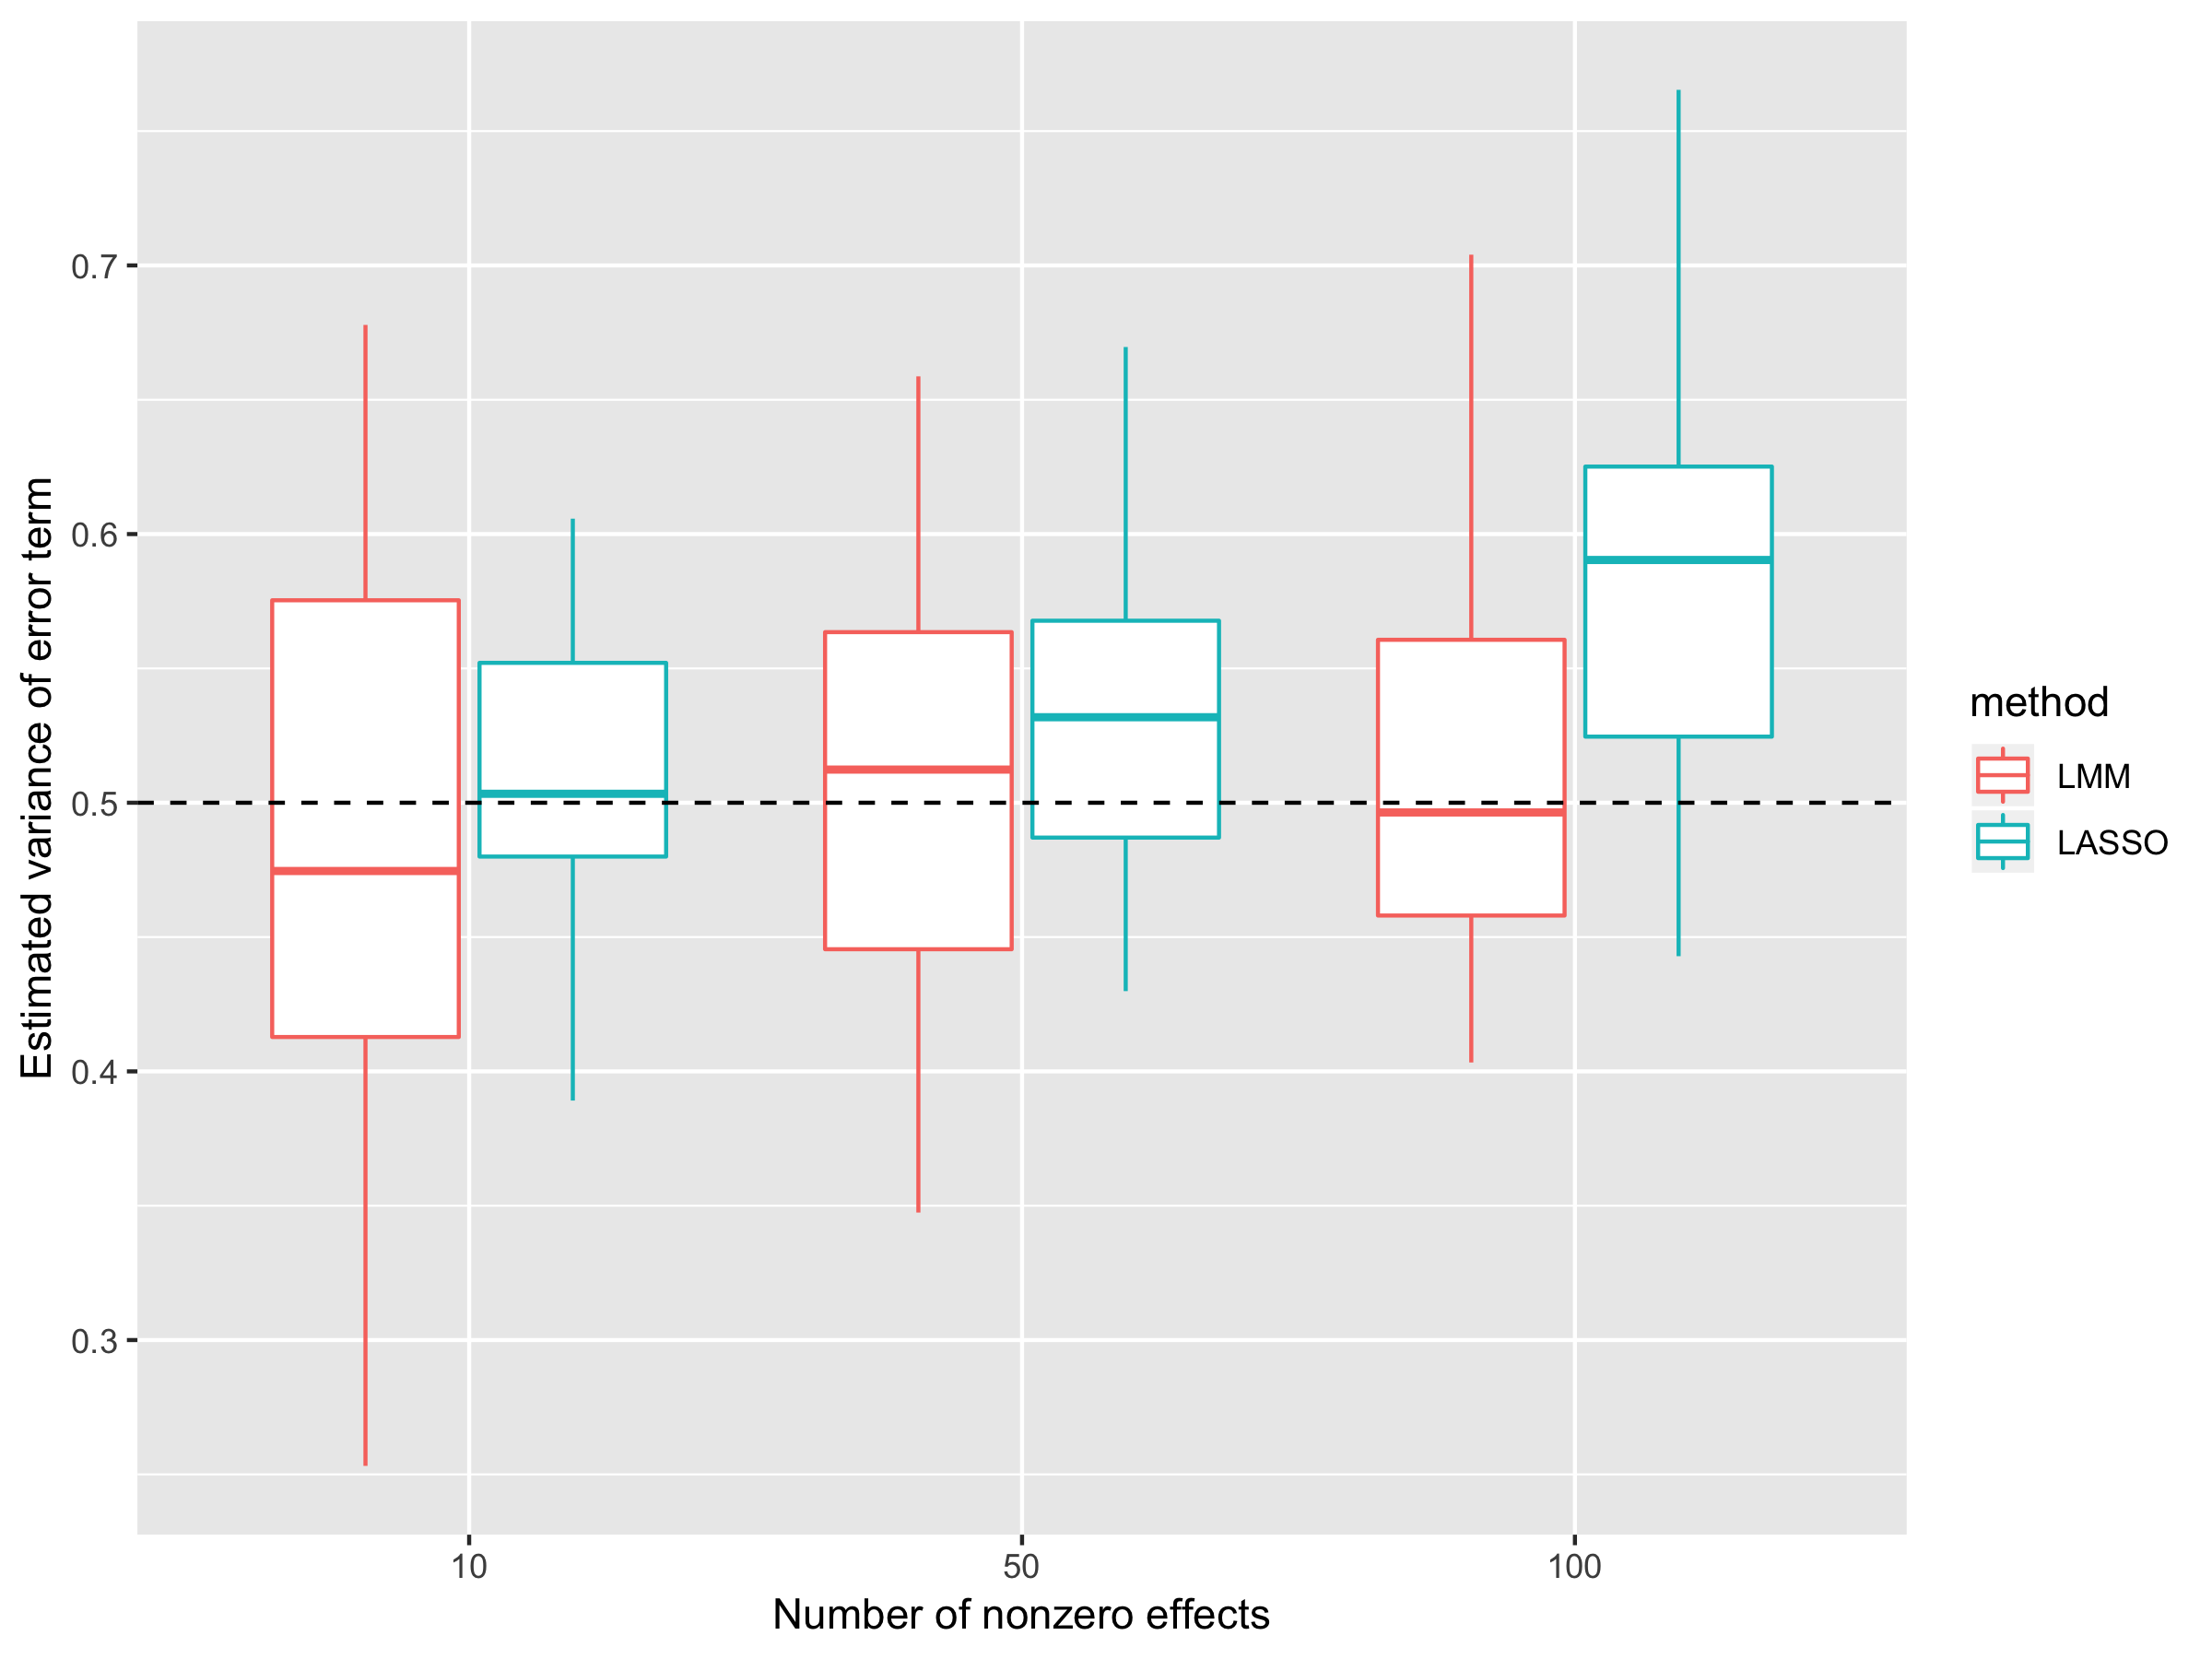 Estimated variance of error term
0.7
0.6
0.5
0.4
0.3
10 50 100
Number of nonzero effects
method
LMM
LASSO